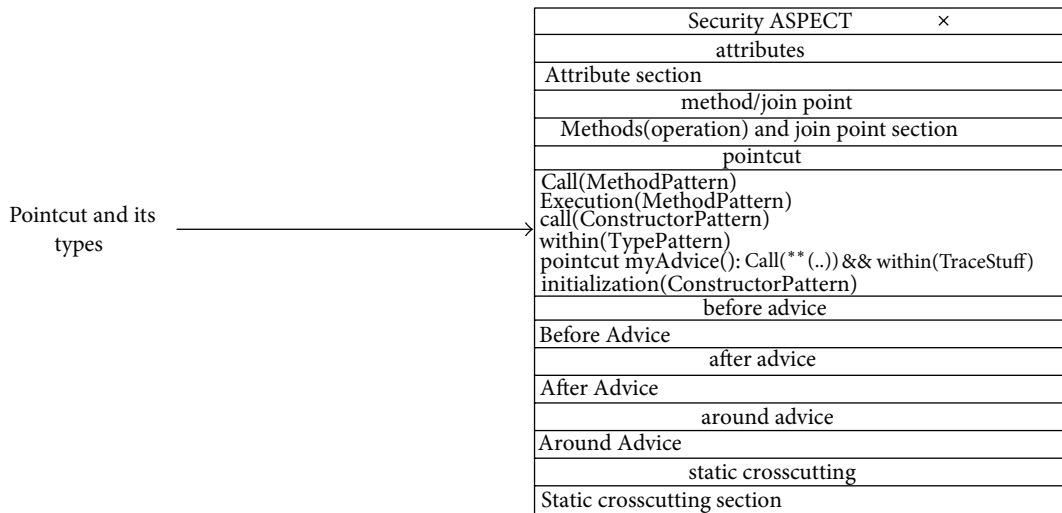 Security ASPECT ×
attributes
Attribute section
method/join point
Methods(operation) and join point section
pointcut
Pointcut and its
types
Call(MethodPattern)
Execution(MethodPattern)
call(ConstructorPattern)
within(TypePattern)
pointcut myAdvice(): Call(**(..)) && within(TraceStuff)
initialization(ConstructorPattern)
before advice
Before Advice
after advice
After Advice
around advice
Around Advice
static crosscutting
Static crosscutting section